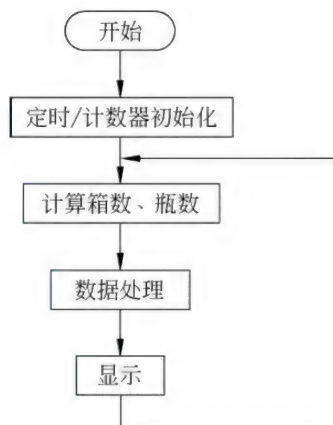 开始
定时/计数器初始化
计算箱数、瓶数
数据处理
显示